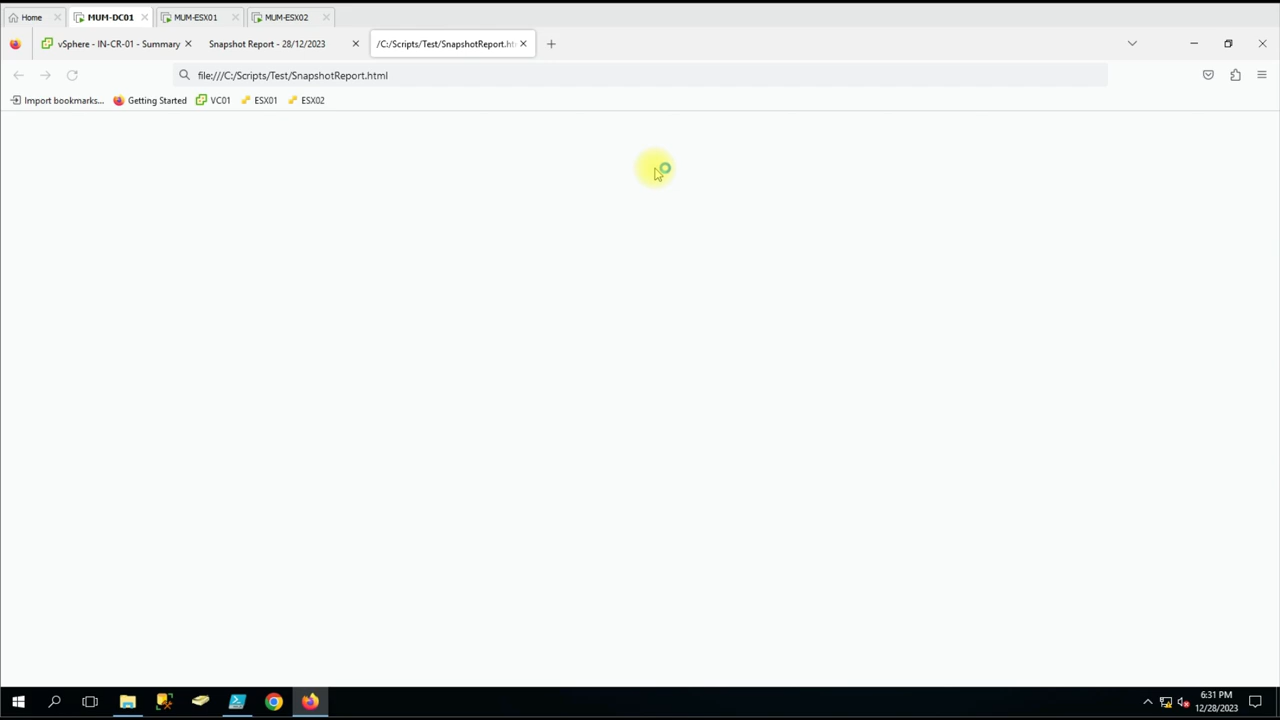 Home
MUM-DC01
MUM-ESX01
MUM-ESX02
vSphere - IN-CR-01 - Summary
Snapshot Report - 28/12/2023
/C:/Scripts/Test/SnapshotReport.ht
file:///C:/Scripts/Test/SnapshotReport.html
Import bookmarks...
Getting Started
VC01
ESX01
ESX02
6:31 PM
12/28/2023